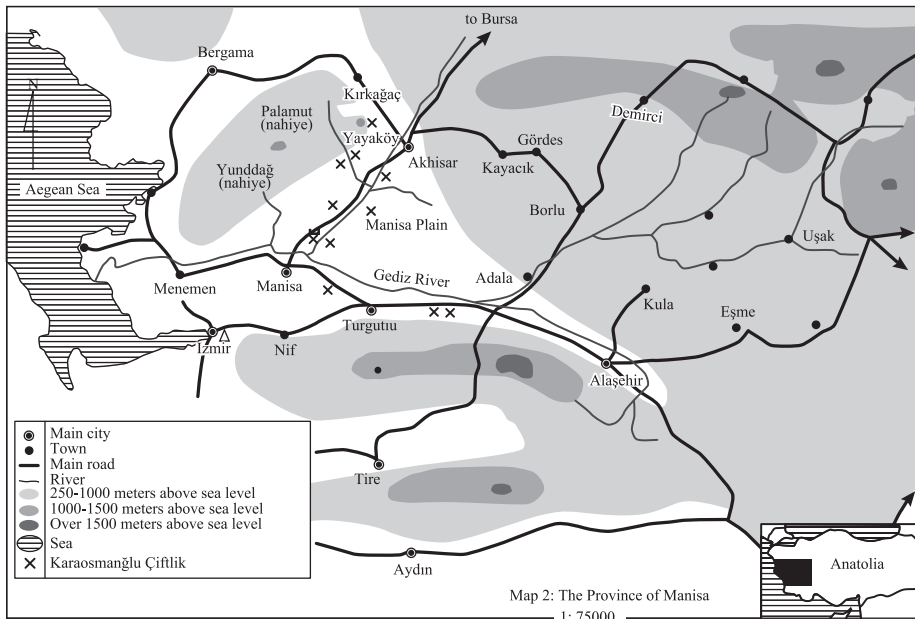 to Bursa
Bergama
Kırkağaç
Palamut
(nahiye)
Yayaköy
Akhisar
Gördes
Kayacık
Demirci
Yunddağ
(nahiye)
Aegean Sea
N
Manisa Plain
Borlu
Uşak
Gediz River
Adala
Menemen
Manisa
Kula
Turgutıu
Eşme
Izmir
Nif
Alaşehir
Tire
Aydın
Main city
Town
Main road
River
250-1000 meters above sea level
1000-1500 meters above sea level
Over 1500 meters above sea level
Sea
Karaosmanğlu Çiftlik
Anatolia
Map 2: The Province of Manisa
1: 75000